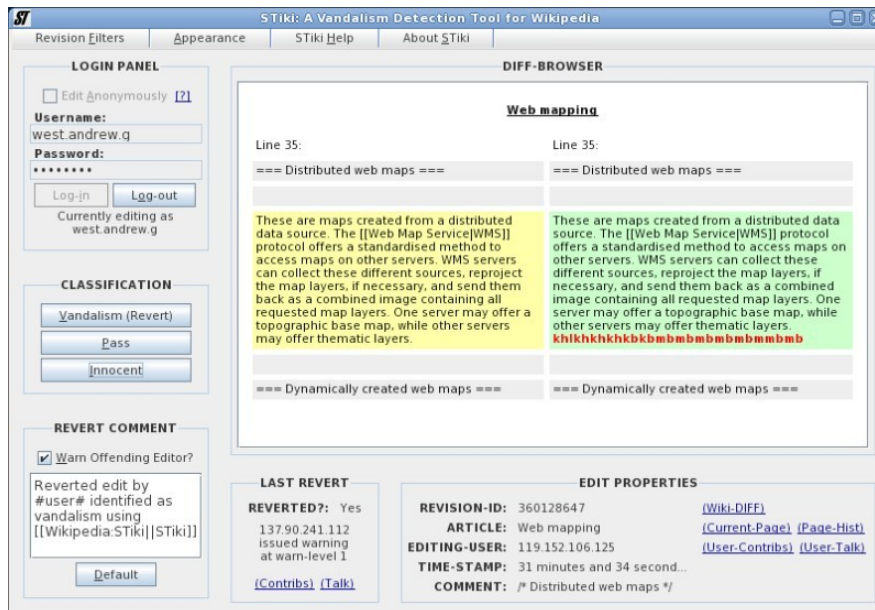 ST STiki: A Vandalism Detection Tool for Wikipedia
Revision Filters Appearance STiki Help About STiki
LOGIN PANEL
Edit Anonymously [?]
Username:
west.andrew.g
Password:
••••••••
Log-in Log-out
Currently editing as
west.andrew.g
CLASSIFICATION
Vandalism (Revert)
Pass
Innocent
REVERT COMMENT
Warn Offending Editor?
Reverted edit by
#user# identified as
vandalism using
[[Wikipedia:STiki||STiki]]
Default
DIFF-BROWSER
Web mapping
Line 35:
=== Distributed web maps ===
These are maps created from a distributed
data source. The [[Web Map Service|WMS]]
protocol offers a standardised method to
access maps on other servers. WMS servers
can collect these different sources, reproject
the map layers, if necessary, and send them
back as a combined image containing all
requested map layers. One server may offer a
topographic base map, while other servers
may offer thematic layers.
=== Dynamically created web maps ===
Line 35:
=== Distributed web maps ===
These are maps created from a distributed data
source. The [[Web Map Service|WMS]] protocol
offers a standardised method to access maps on
other servers. WMS servers can collect these
different sources, reproject the map layers, if
necessary, and send them back as a combined
image containing all requested map layers. One
server may offer a topographic base map, while
other servers may offer thematic layers.
khlkhkhkhkbkbmbmbmbmbmbmmbmb
=== Dynamically created web maps ===
LAST REVERT
REVERTED?: Yes
137.90.241.112
issued warning
at warn-level 1
(Contribs) (Talk)
EDIT PROPERTIES
REVISION-ID: 360128647 (Wiki-DIFF)
ARTICLE: Web mapping (Current-Page) (Page-Hist)
EDITING-USER: 119.152.106.125 (User-Contribs) (User-Talk)
TIME-STAMP: 31 minutes and 34 second...
COMMENT: /* Distributed web maps */